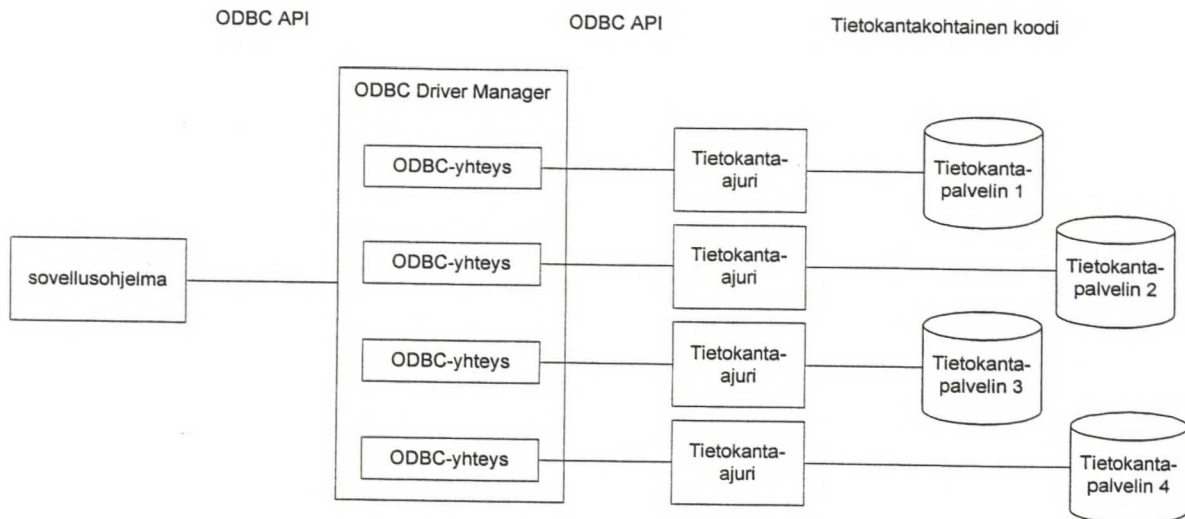 ODBC API
ODBC API
Tietokantakohtainen koodi
ODBC Driver Manager
ODBC-yhteys
Tietokanta-
ajuri
Tietokanta-
palvelin 1
sovellusohjelma
ODBC-yhteys
Tietokanta-
ajuri
Tietokanta-
palvelin 2
ODBC-yhteys
Tietokanta-
ajuri
Tietokanta-
palvelin 3
ODBC-yhteys
Tietokanta-
ajuri
Tietokanta-
palvelin 4